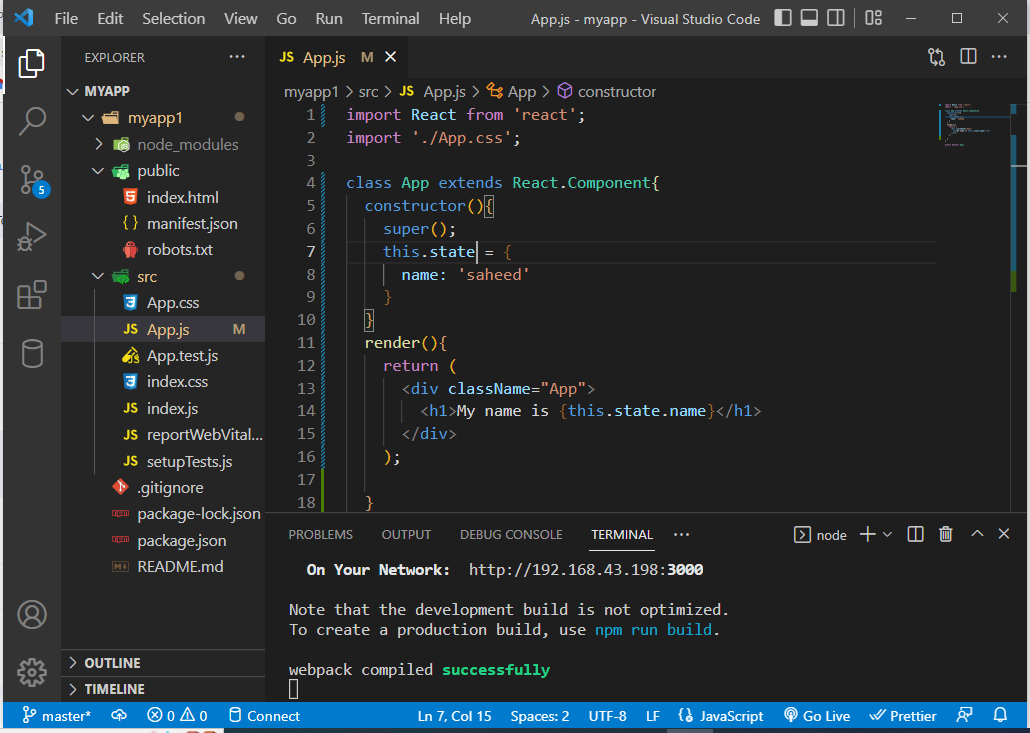 File Edit Selection View Go Run Terminal Help App.js - myapp - Visual Studio Code
EXPLORER ···
MYAPP
myapp1
node_modules
public
index.html
{ } manifest.json
robots.txt
src
App.css
JS App.js M
App.test.js
index.css
JS index.js
JS reportWebVital...
JS setupTests.js
.gitignore
package-lock.json
package.json
README.md
OUTLINE
TIMELINE
5
JS App.js M
myapp1 > src > JS App.js > App > constructor
1 import React from 'react';
2 import './App.css';
3
4 class App extends React.Component{
5 constructor(){
6 super();
7 this.state = {
8 name: 'saheed'
9 }
10 }
11 render(){
12 return (
13 <div className="App">
14 <h1>My name is {this.state.name}</h1>
15 </div>
16 );
17
18 }
PROBLEMS OUTPUT DEBUG CONSOLE TERMINAL ··· node
On Your Network: http://192.168.43.198:3000
Note that the development build is not optimized.
To create a production build, use npm run build.
webpack compiled successfully
master* 0 0 Connect Ln 7, Col 15 Spaces: 2 UTF-8 LF JavaScript Go Live Prettier